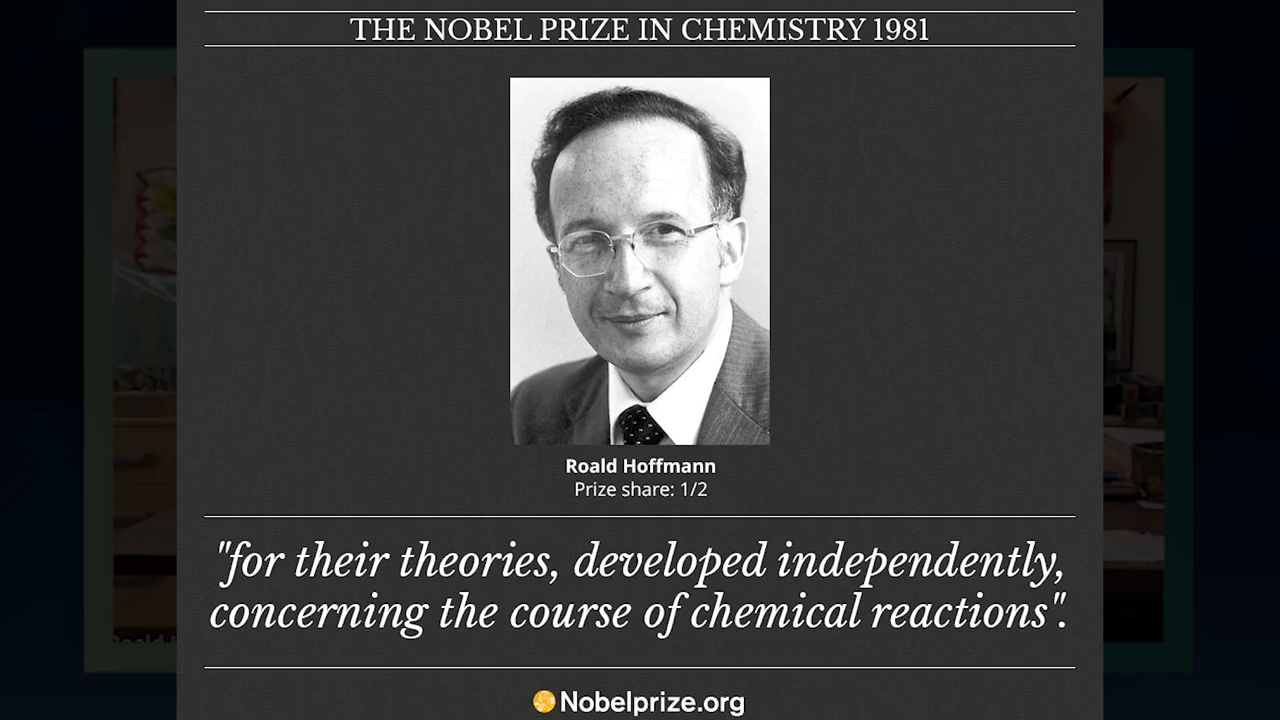 THE NOBEL PRIZE IN CHEMISTRY 1981
Roald Hoffmann
Prize share: 1/2
"for their theories, developed independently,
concerning the course of chemical reactions".
Nobelprize.org